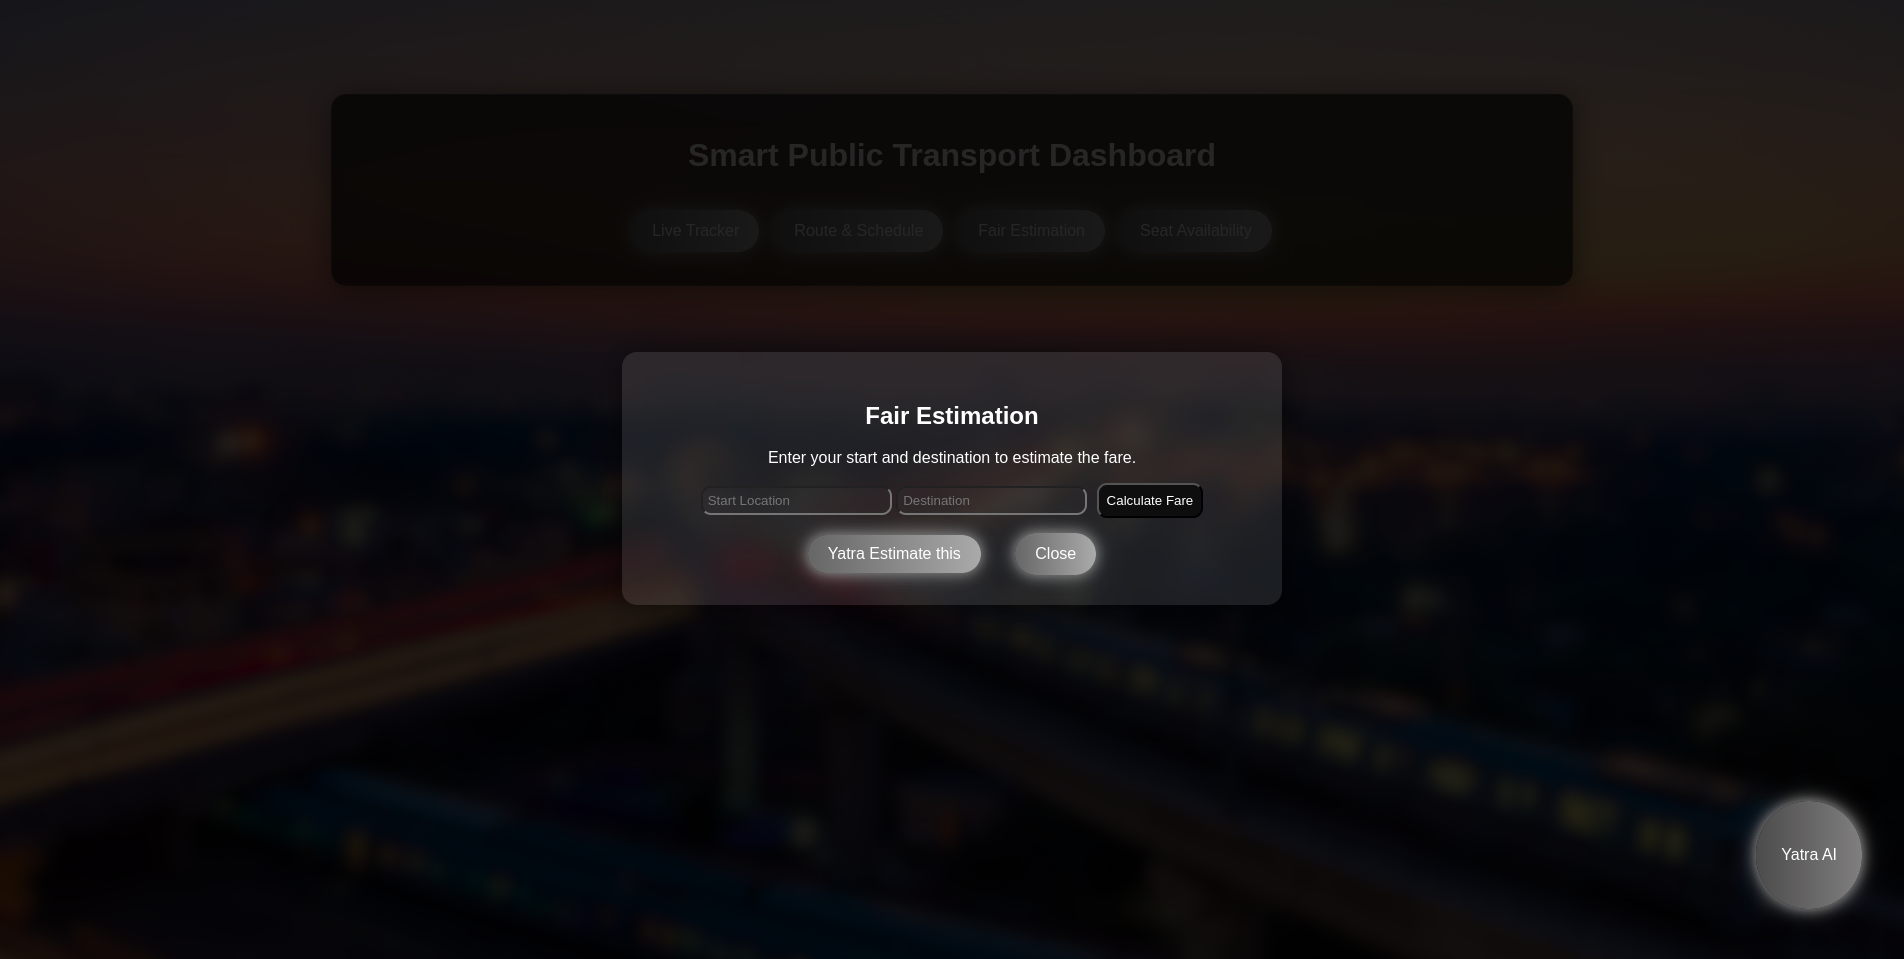 Smart Public Transport Dashboard
Live Tracker Route & Schedule Fair Estimation Seat Availability
Fair Estimation
Enter your start and destination to estimate the fare.
Start Location Destination Calculate Fare
Yatra Estimate this Close
Yatra AI